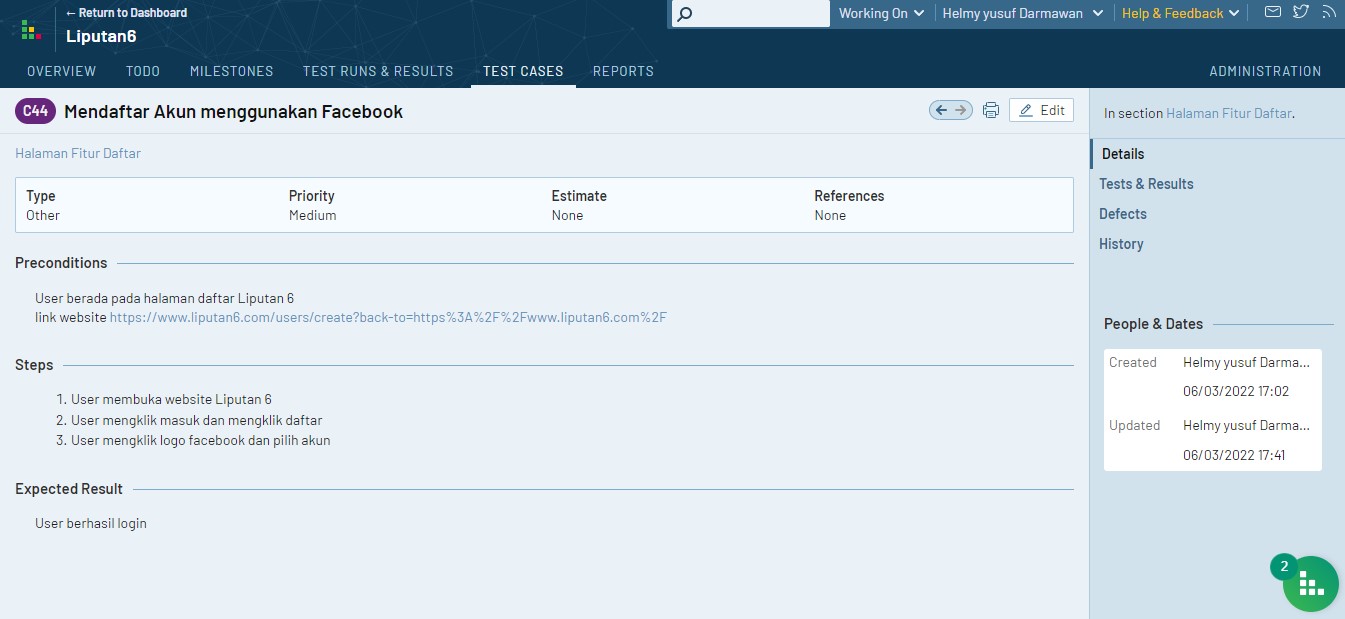 ← Return to Dashboard
Liputan6
Working On
Helmy yusuf Darmawan
Help & Feedback
OVERVIEW
TODO
MILESTONES
TEST RUNS & RESULTS
TEST CASES
REPORTS
ADMINISTRATION
C44 Mendaftar Akun menggunakan Facebook
Edit
Halaman Fitur Daftar
Type
Other
Priority
Medium
Estimate
None
References
None
Preconditions
User berada pada halaman daftar Liputan 6
link website https://www.liputan6.com/users/create?back-to=https%3A%2F%2Fwww.liputan6.com%2F
Steps
1. User membuka website Liputan 6
2. User mengklik masuk dan mengklik daftar
3. User mengklik logo facebook dan pilih akun
Expected Result
User berhasil login
In section Halaman Fitur Daftar.
Details
Tests & Results
Defects
History
People & Dates
Created Helmy yusuf Darma...
06/03/2022 17:02
Updated Helmy yusuf Darma...
06/03/2022 17:41
2